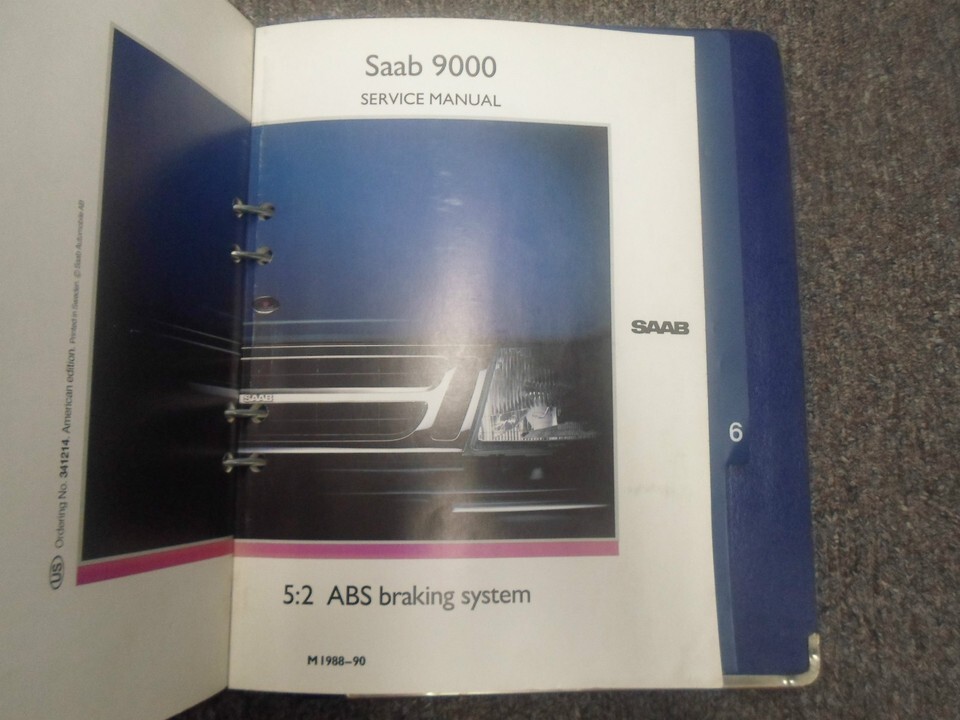 Saab 9000
SERVICE MANUAL
SAAB
SAAB
6
5:2 ABS braking system
M 1988–90
US Ordering No. 341214. American edition. Printed in Sweden. © Saab Automobile AB